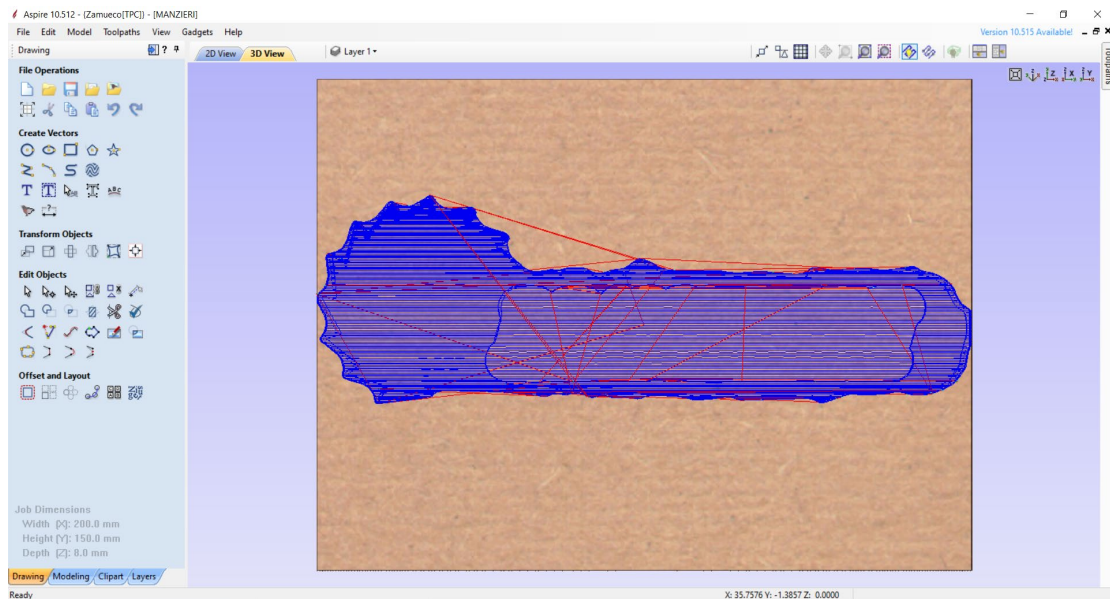 Aspire 10.512 - (Zamueco[TPC]) - [MANZIERI]
File Edit Model Toolpaths View Gadgets Help
Version 10.515 Available!
Drawing
2D View
3D View
Layer 1
Toolpaths
File Operations
Create Vectors
Transform Objects
Edit Objects
Offset and Layout
Job Dimensions
Width (X): 200.0 mm
Height (Y): 150.0 mm
Depth (Z): 8.0 mm
Drawing Modeling Clipart Layers
Ready
X: 35.7576 Y: -1.3857 Z: 0.0000